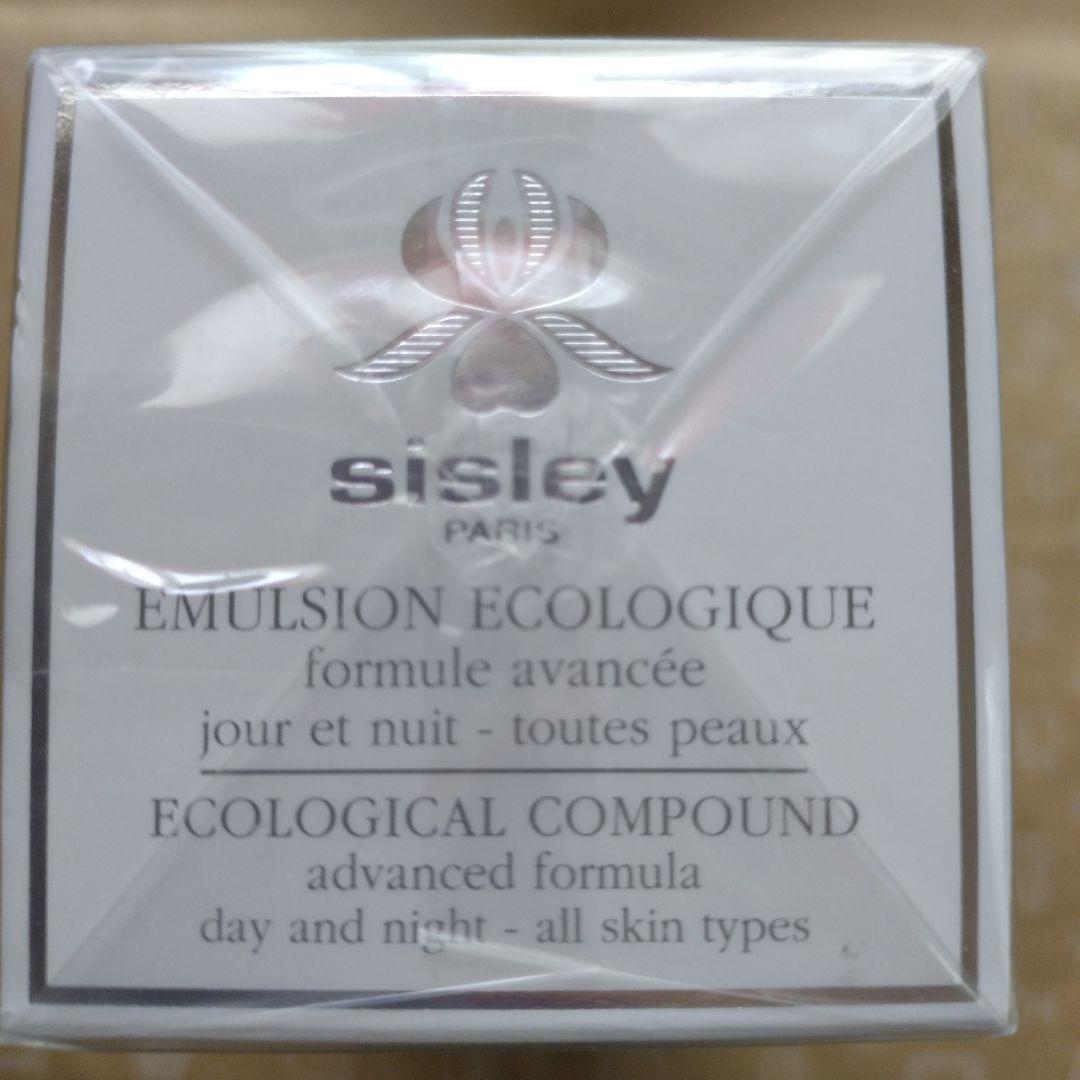 sisley
PARIS
EMULSION ECOLOGIQUE
formule avancée
jour et nuit - toutes peaux
ECOLOGICAL COMPOUND
advanced formula
day and night - all skin types